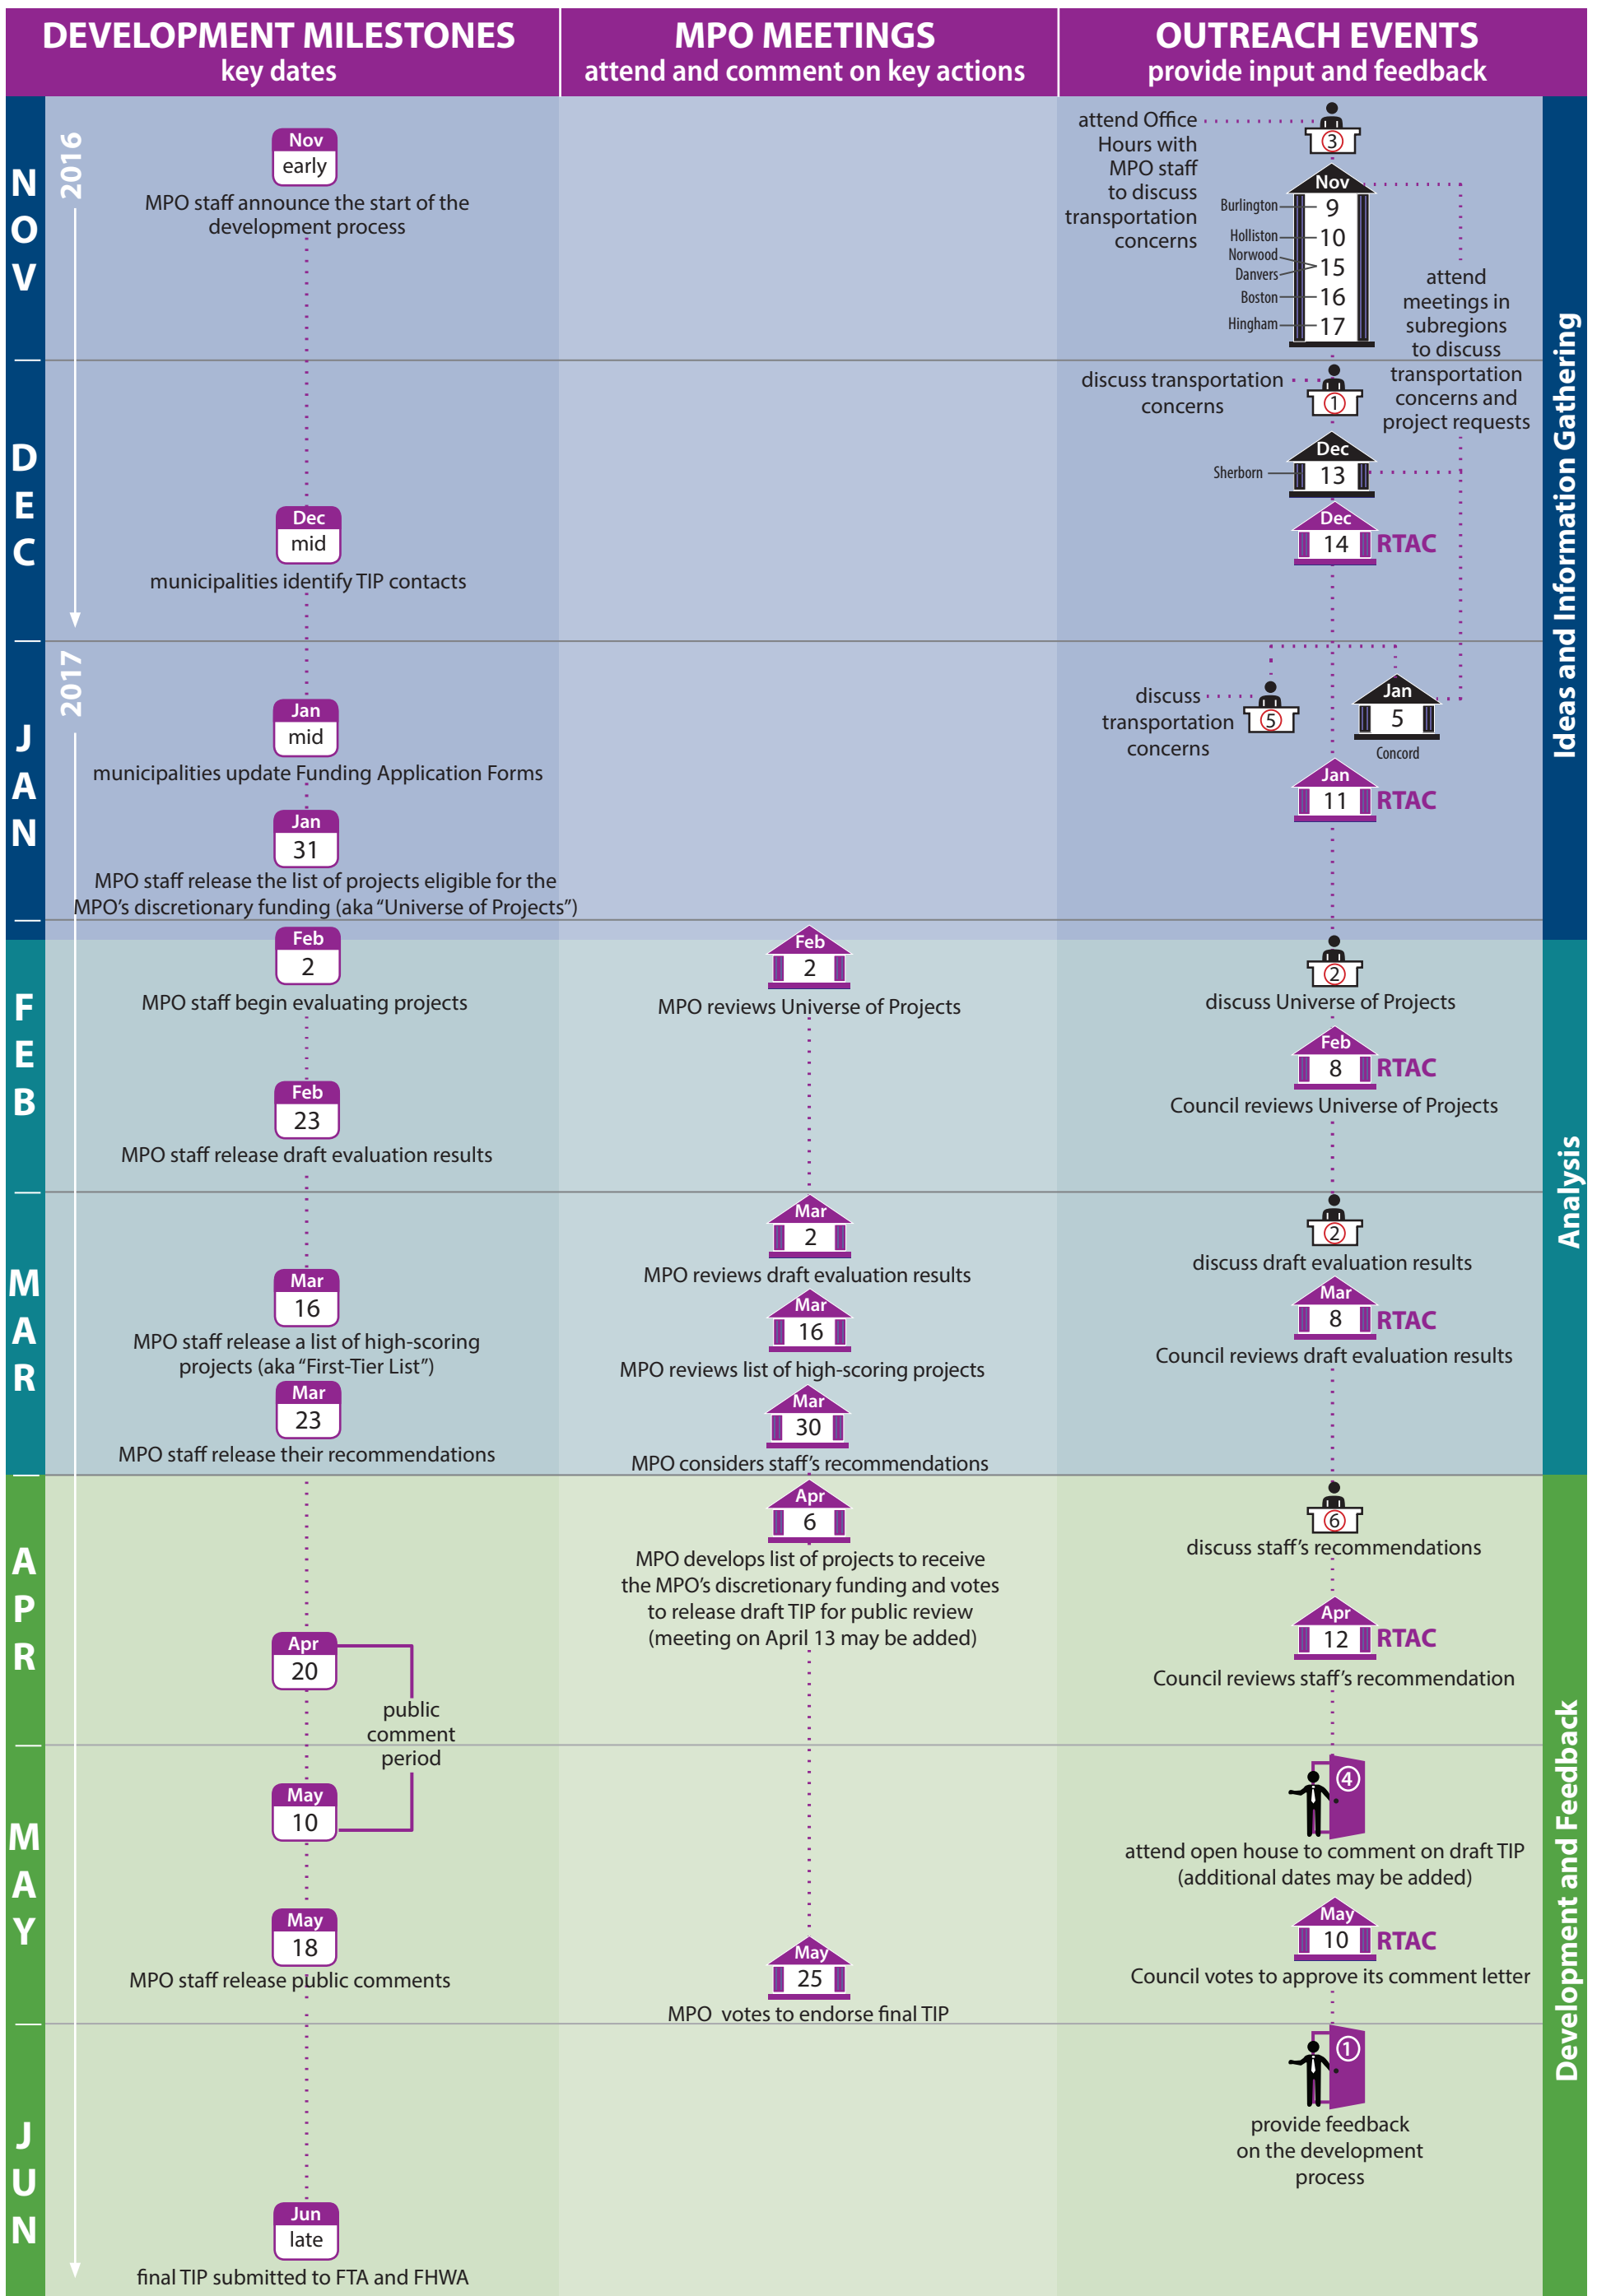 DEVELOPMENT MILESTONES
key dates
MPO MEETINGS
attend and comment on key actions
OUTREACH EVENTS
provide input and feedback
NOV
2016
Nov
early
MPO staff announce the start of the
development process
attend Office
Hours with
MPO staff
to discuss
transportation
concerns
3
Nov
Burlington 9
Holliston 10
Norwood
Danvers 15
Boston 16
Hingham 17
attend
meetings in
subregions
to discuss
transportation
concerns and
project requests
Ideas and Information Gathering
DEC
Dec
mid
municipalities identify TIP contacts
discuss transportation
concerns
1
Dec
Sherborn 13
Dec
14 RTAC
JAN
2017
Jan
mid
municipalities update Funding Application Forms
Jan
31
MPO staff release the list of projects eligible for the
MPO's discretionary funding (aka “Universe of Projects”)
discuss
transportation
concerns
5
Jan
5
Concord
Jan
11 RTAC
FEB
Feb
2
MPO staff begin evaluating projects
Feb
23
MPO staff release draft evaluation results
Feb
2
MPO reviews Universe of Projects
2
discuss Universe of Projects
Feb
8 RTAC
Council reviews Universe of Projects
Analysis
MAR
Mar
16
MPO staff release a list of high-scoring
projects (aka “First-Tier List”)
Mar
23
MPO staff release their recommendations
Mar
2
MPO reviews draft evaluation results
Mar
16
MPO reviews list of high-scoring projects
Mar
30
MPO considers staff's recommendations
2
discuss draft evaluation results
Mar
8 RTAC
Council reviews draft evaluation results
APR
Apr
20
public
comment
period
Apr
6
MPO develops list of projects to receive
the MPO's discretionary funding and votes
to release draft TIP for public review
(meeting on April 13 may be added)
6
discuss staff's recommendations
Apr
12 RTAC
Council reviews staff's recommendation
Development and Feedback
MAY
May
10
May
18
MPO staff release public comments
May
25
MPO votes to endorse final TIP
4
attend open house to comment on draft TIP
(additional dates may be added)
May
10 RTAC
Council votes to approve its comment letter
JUN
Jun
late
final TIP submitted to FTA and FHWA
1
provide feedback
on the development
process